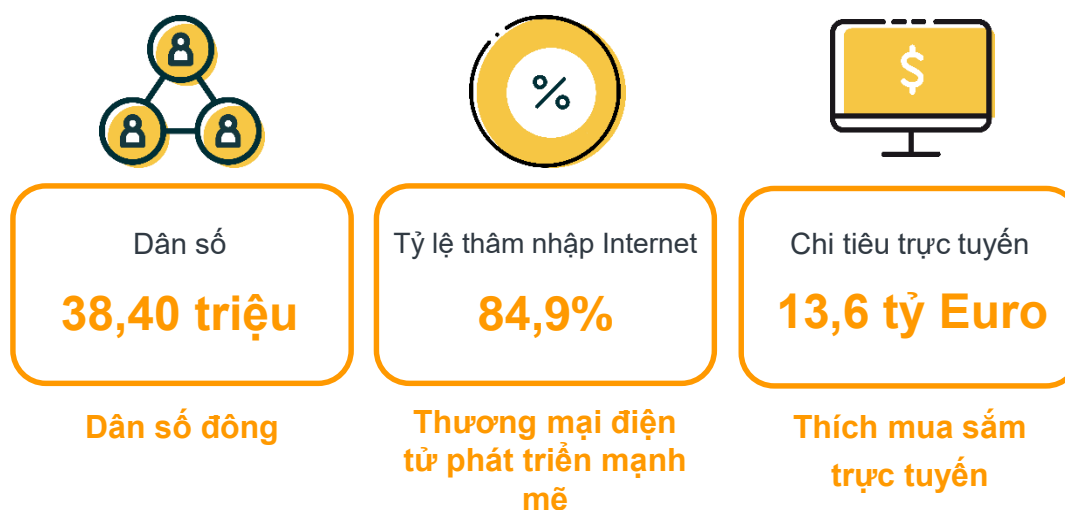 %
$
Dân số
38,40 triệu
Dân số đông
Tỷ lệ thâm nhập Internet
84,9%
Thương mại điện
tử phát triển mạnh
mẽ
Chi tiêu trực tuyến
13,6 tỷ Euro
Thích mua sắm
trực tuyến